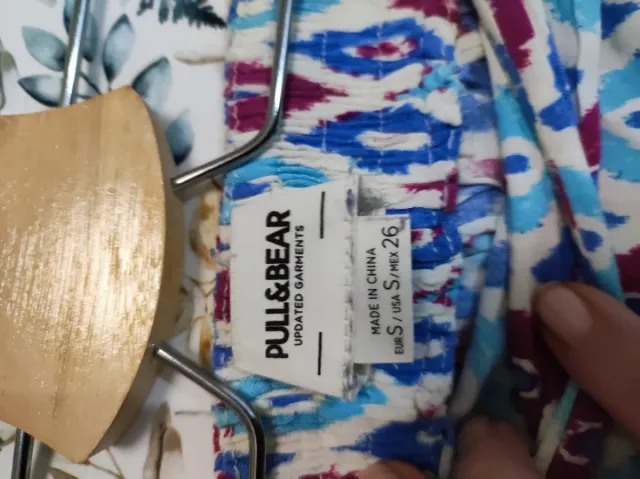 PULL&BEAR
UPDATED GARMENTS
MADE IN CHINA
EUR S / USA S / MEX 26